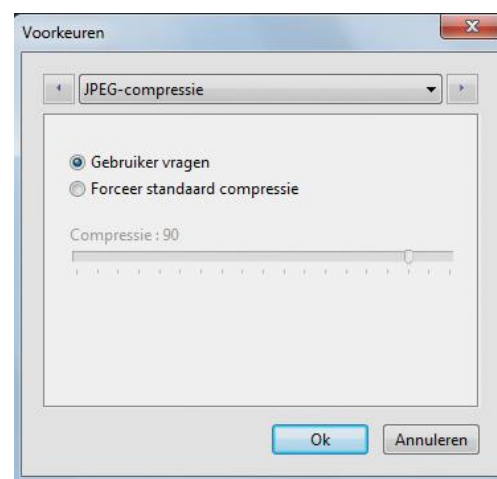 Voorkeuren
JPEG-compressie
Gebruiker vragen
Forceer standaard compressie
Compressie : 90
Ok
Annuleren